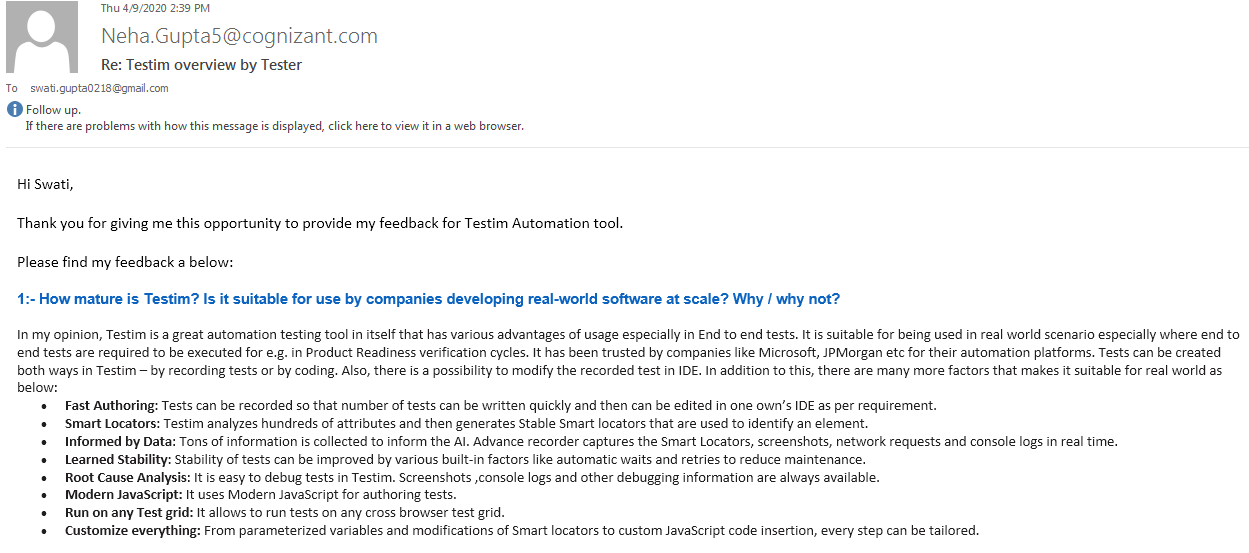 Thu 4/9/2020 2:39 PM
Neha.Gupta5@cognizant.com
Re: Testim overview by Tester
To swati.gupta0218@gmail.com
Follow up.
If there are problems with how this message is displayed, click here to view it in a web browser.
Hi Swati,
Thank you for giving me this opportunity to provide my feedback for Testim Automation tool.
Please find my feedback a below:
1:- How mature is Testim? Is it suitable for use by companies developing real-world software at scale? Why / why not?
In my opinion, Testim is a great automation testing tool in itself that has various advantages of usage especially in End to end tests. It is suitable for being used in real world scenario especially where end to
end tests are required to be executed for e.g. in Product Readiness verification cycles. It has been trusted by companies like Microsoft, JPMorgan etc for their automation platforms. Tests can be created
both ways in Testim – by recording tests or by coding. Also, there is a possibility to modify the recorded test in IDE. In addition to this, there are many more factors that makes it suitable for real world as
below:
• Fast Authoring: Tests can be recorded so that number of tests can be written quickly and then can be edited in one own's IDE as per requirement.
• Smart Locators: Testim analyzes hundreds of attributes and then generates Stable Smart locators that are used to identify an element.
• Informed by Data: Tons of information is collected to inform the AI. Advance recorder captures the Smart Locators, screenshots, network requests and console logs in real time.
• Learned Stability: Stability of tests can be improved by various built-in factors like automatic waits and retries to reduce maintenance.
• Root Cause Analysis: It is easy to debug tests in Testim. Screenshots ,console logs and other debugging information are always available.
• Modern JavaScript: It uses Modern JavaScript for authoring tests.
• Run on any Test grid: It allows to run tests on any cross browser test grid.
• Customize everything: From parameterized variables and modifications of Smart locators to custom JavaScript code insertion, every step can be tailored.